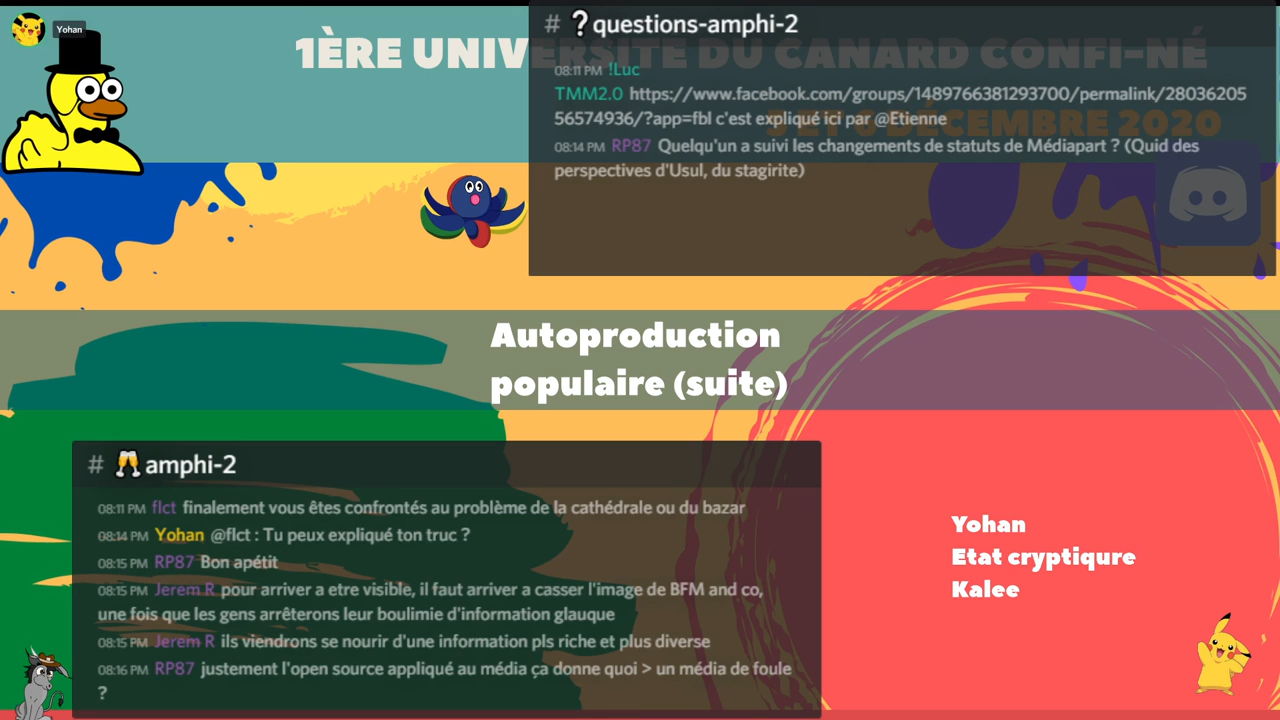 Yohan
1ÈRE UNIVERSITÉ DU CANARD CONFI-NÉ
5 ET 6 DÉCEMBRE 2020
# ?questions-amphi-2
08:11 PM !Luc
TMM2.0 https://www.facebook.com/groups/1489766381293700/permalink/28036205
56574936/?app=fbl c'est expliqué ici par @Etienne
08:14 PM RP87 Quelqu'un a suivi les changements de statuts de Médiapart ? (Quid des
perspectives d'Usul, du stagirite)
Autoproduction
populaire (suite)
# amphi-2
08:11 PM flct finalement vous êtes confrontés au problème de la cathédrale ou du bazar
08:14 PM Yohan @flct : Tu peux expliqué ton truc ?
08:15 PM RP87 Bon apétit
08:15 PM Jerem R pour arriver a etre visible, il faut arriver a casser l'image de BFM and co,
une fois que les gens arrêterons leur boulimie d'information glauque
08:15 PM Jerem R ils viendrons se nourir d'une information pls riche et plus diverse
08:16 PM RP87 justement l'open source appliqué au média ça donne quoi > un média de foule
?
Yohan
Etat cryptiqure
Kalee